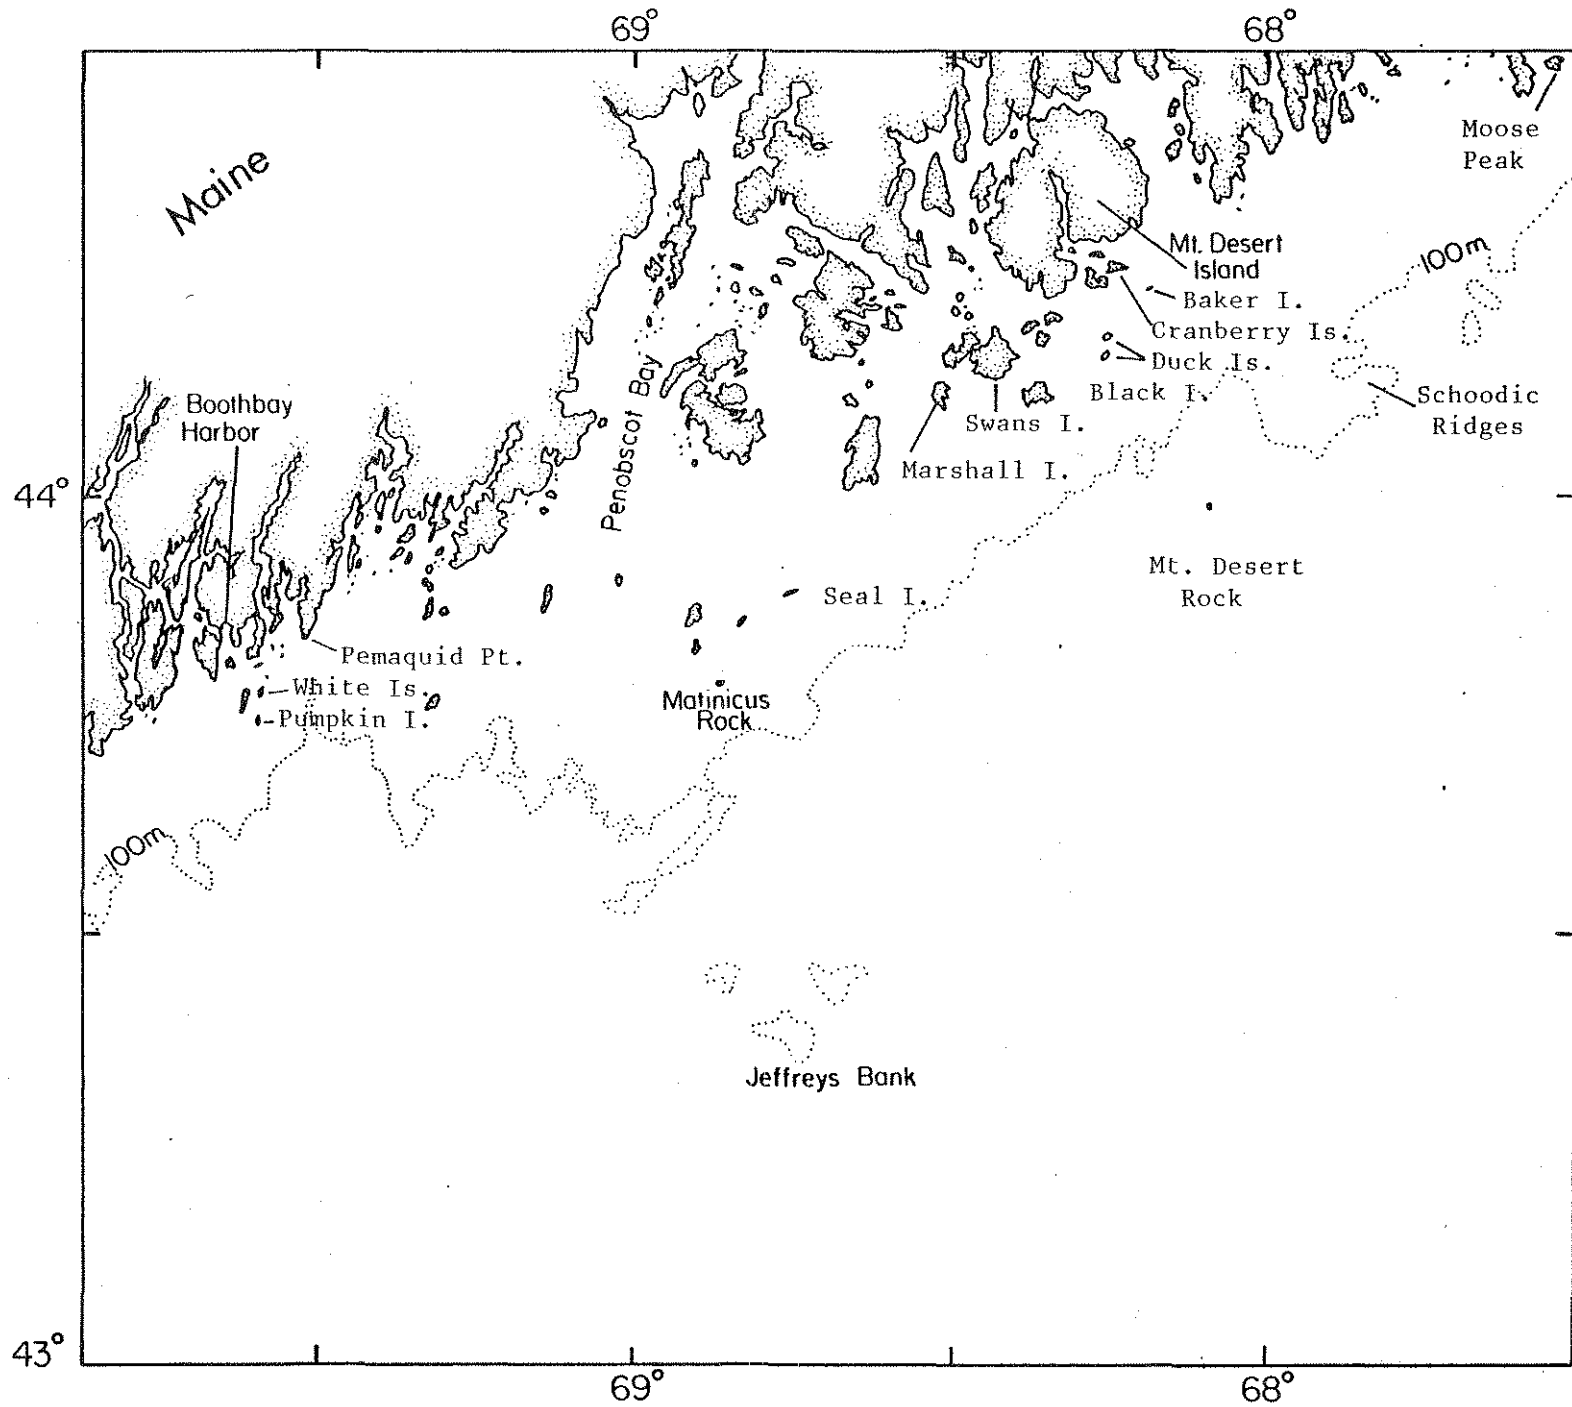 69°
68°
Maine
Moose
Peak
Mt. Desert
Island
100m
Baker I.
Cranberry Is.
Duck Is.
Black I.
Schoodic
Ridges
Swans I.
Marshall I.
Penobscot Bay
Boothbay
Harbor
44°
Mt. Desert
Rock
Seal I.
Pemaquid Pt.
White Is.
Pumpkin I.
Matinicus
Rock
100m
Jeffreys Bank
43°
69°
68°